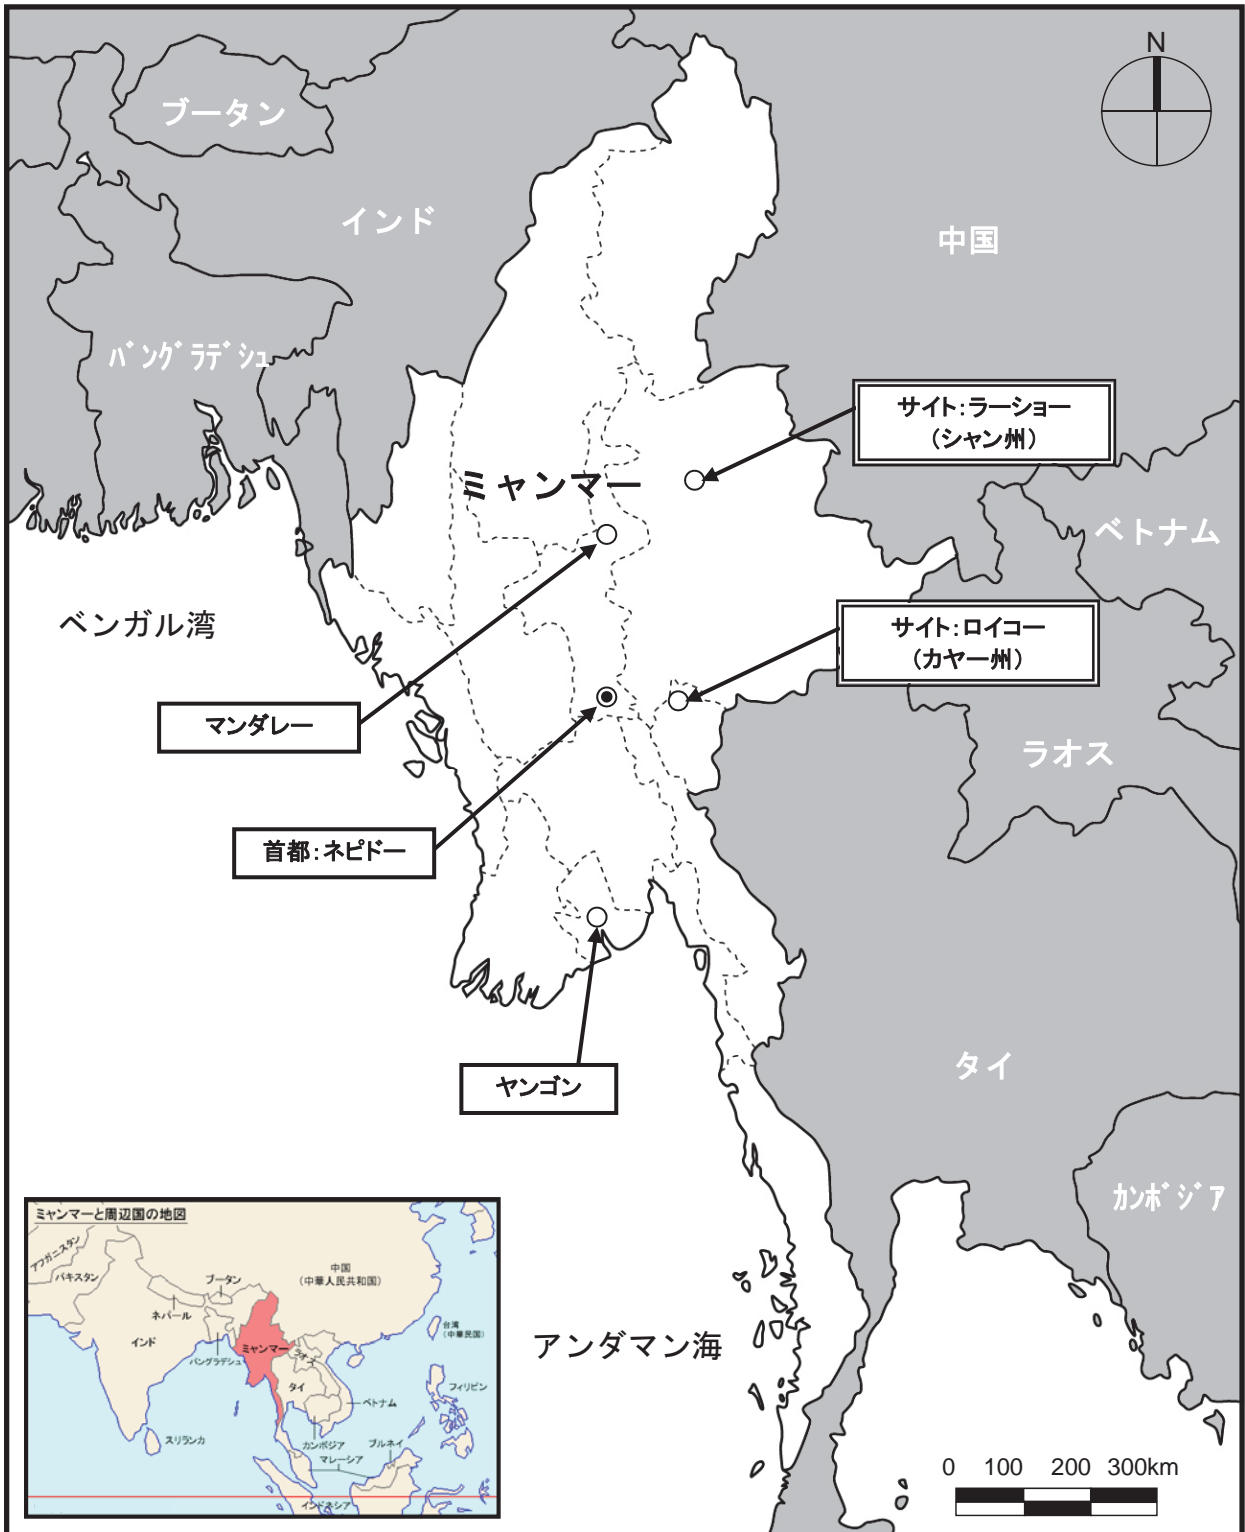 N
ブータン
インド
中国
バングラデシュ
サイト:ラーショー
(シャン州)
ミャンマー
ベトナム
ベンガル湾
サイト:ロイコー
(カヤー州)
マンダレー
ラオス
首都:ネピドー
ヤンゴン
タイ
カンボジア
アンダマン海
0 100 200 300km
ミャンマーと周辺国の地図
アフガニスタン
パキスタン
ブータン
中国
(中華人民共和国)
ネパール
インド
台湾
(中華民国)
ミャンマー
ラオス
バングラデシュ
タイ
フィリピン
ベトナム
スリランカ
カンボジア
ブルネイ
マレーシア
インドネシア